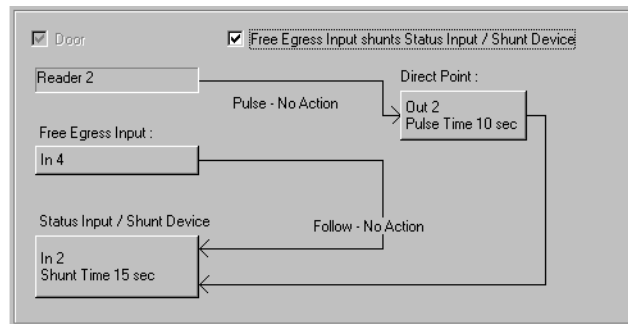 Door
Free Egress Input shunts Status Input / Shunt Device
Reader 2
Direct Point :
Pulse - No Action
Out 2
Pulse Time 10 sec
Free Egress Input :
In 4
Status Input / Shunt Device
Follow - No Action
In 2
Shunt Time 15 sec